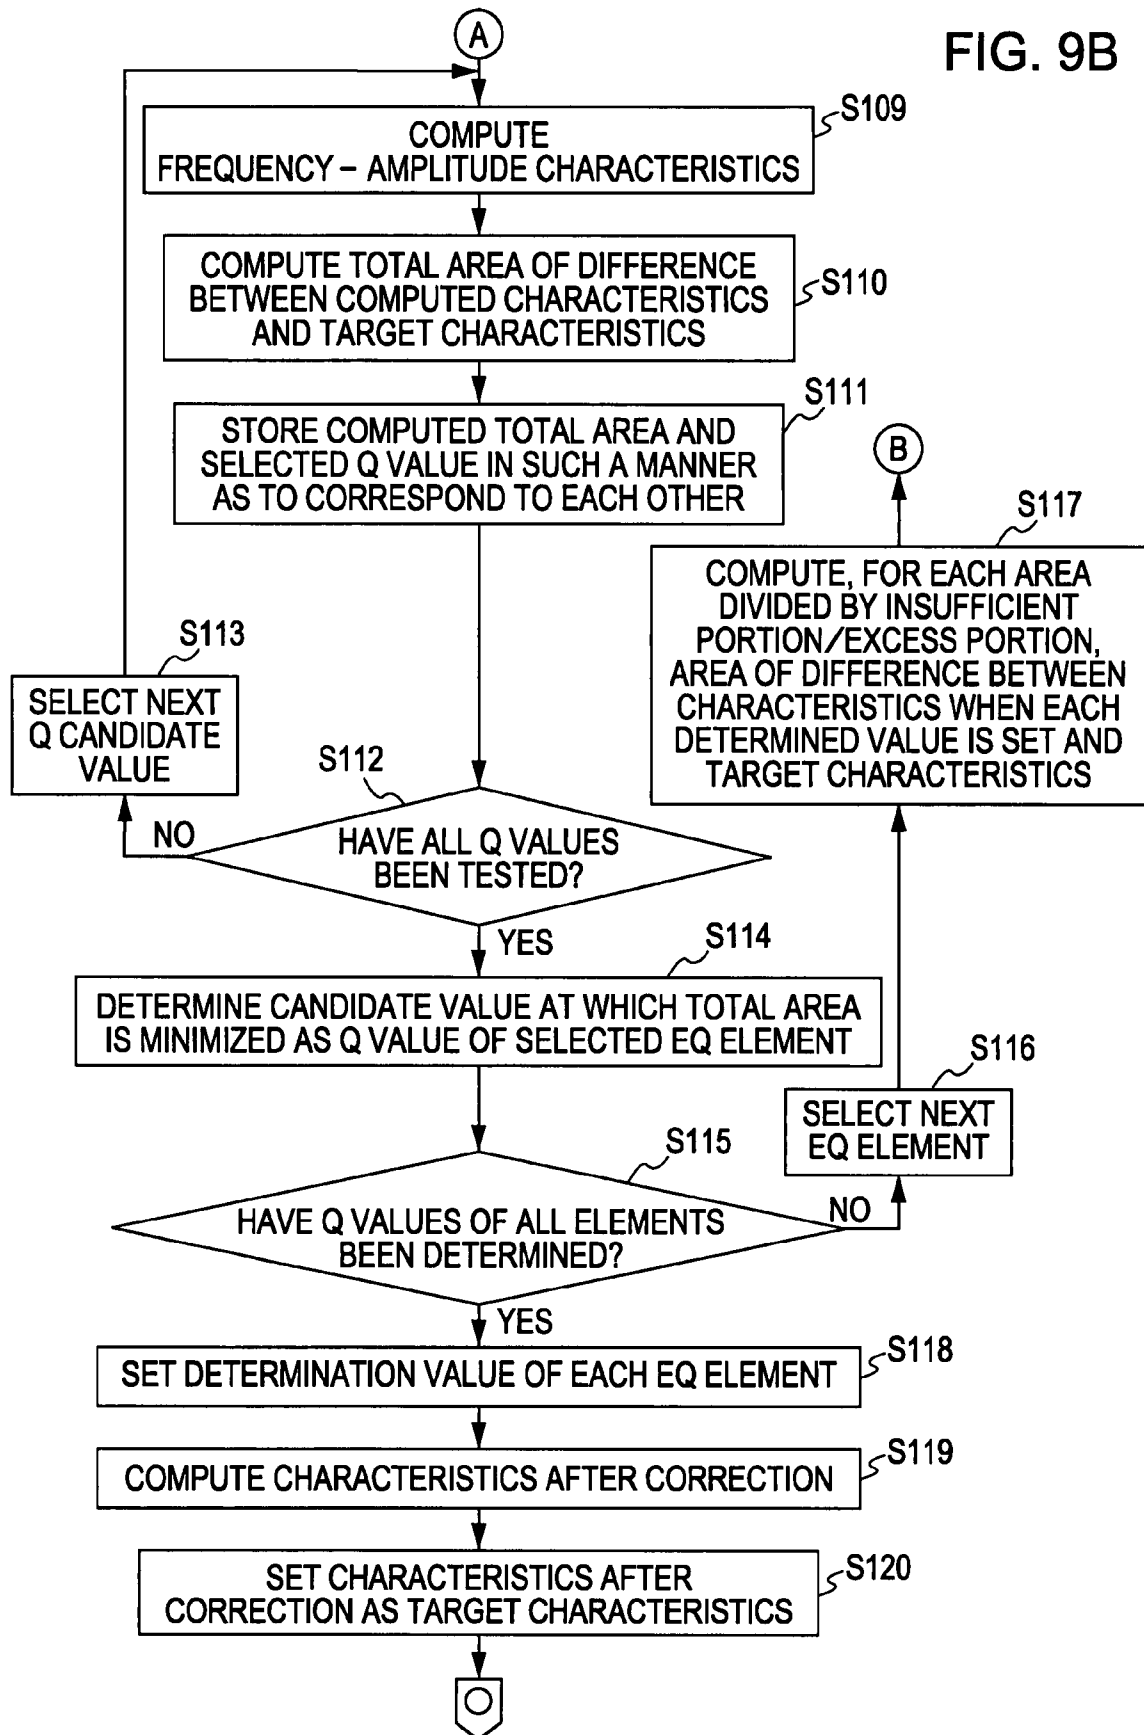 FIG. 9B
A
S109
COMPUTE
FREQUENCY – AMPLITUDE CHARACTERISTICS
S110
COMPUTE TOTAL AREA OF DIFFERENCE
BETWEEN COMPUTED CHARACTERISTICS
AND TARGET CHARACTERISTICS
S111
STORE COMPUTED TOTAL AREA AND
SELECTED Q VALUE IN SUCH A MANNER
AS TO CORRESPOND TO EACH OTHER
B
S117
COMPUTE, FOR EACH AREA
DIVIDED BY INSUFFICIENT
PORTION/EXCESS PORTION,
AREA OF DIFFERENCE BETWEEN
CHARACTERISTICS WHEN EACH
DETERMINED VALUE IS SET AND
TARGET CHARACTERISTICS
S113
SELECT NEXT
Q CANDIDATE
VALUE
S112
NO
HAVE ALL Q VALUES
BEEN TESTED?
YES
S114
DETERMINE CANDIDATE VALUE AT WHICH TOTAL AREA
IS MINIMIZED AS Q VALUE OF SELECTED EQ ELEMENT
S116
SELECT NEXT
EQ ELEMENT
S115
NO
HAVE Q VALUES OF ALL ELEMENTS
BEEN DETERMINED?
YES
S118
SET DETERMINATION VALUE OF EACH EQ ELEMENT
S119
COMPUTE CHARACTERISTICS AFTER CORRECTION
S120
SET CHARACTERISTICS AFTER
CORRECTION AS TARGET CHARACTERISTICS